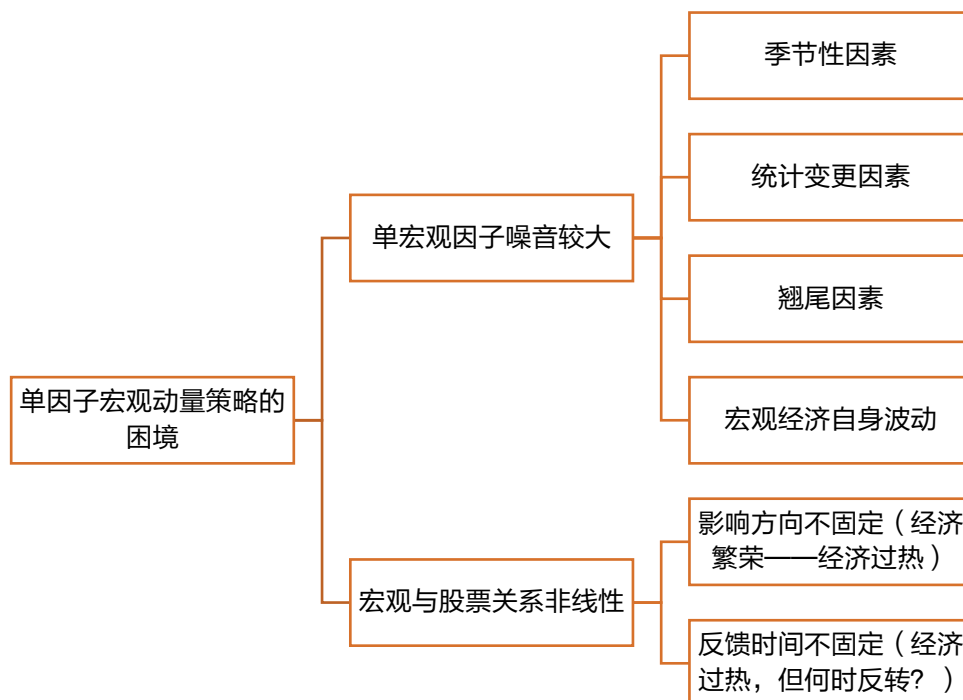 季节性因素
统计变更因素
单宏观因子噪音较大
翘尾因素
单因子宏观动量策略的
困境
宏观经济自身波动
影响方向不固定（经济
繁荣——经济过热）
宏观与股票关系非线性
反馈时间不固定（经济
过热，但何时反转？）